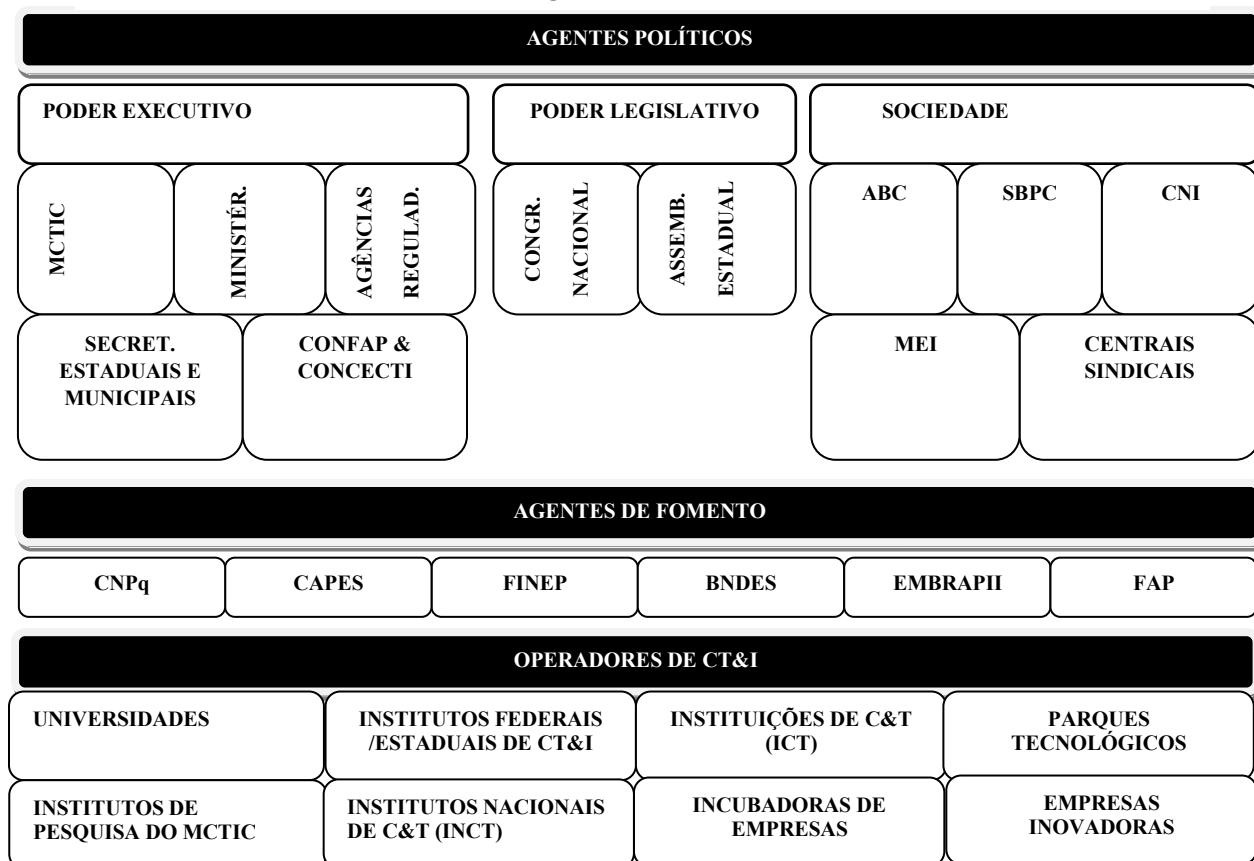 AGENTES POLÍTICOS
PODER EXECUTIVO
PODER LEGISLATIVO
SOCIEDADE
MCTIC
MINISTÉR.
AGÊNCIAS
REGULAD.
CONGR.
NACIONAL
ASSEMB.
ESTADUAL
ABC
SBPC
CNI
SECRET.
ESTADUAIS E
MUNICIPAIS
CONFAP &
CONCECTI
MEI
CENTRAIS
SINDICAIS
AGENTES DE FOMENTO
CNPq
CAPES
FINEP
BNDES
EMBRAPII
FAP
OPERADORES DE CT&I
UNIVERSIDADES
INSTITUTOS FEDERAIS
/ESTADUAIS DE CT&I
INSTITUIÇÕES DE C&T
(ICT)
PARQUES
TECNOLÓGICOS
INSTITUTOS DE
PESQUISA DO MCTIC
INSTITUTOS NACIONAIS
DE C&T (INCT)
INCUBADORAS DE
EMPRESAS
EMPRESAS
INOVADORAS